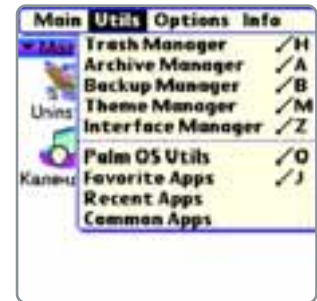 Main Utils Options Info
Trash Manager /H
Archive Manager /A
Backup Manager /B
Uninst Theme Manager /M
Interface Manager /Z
Palm OS Utils /O
Календ Favorite Apps /J
Recent Apps
Common Apps